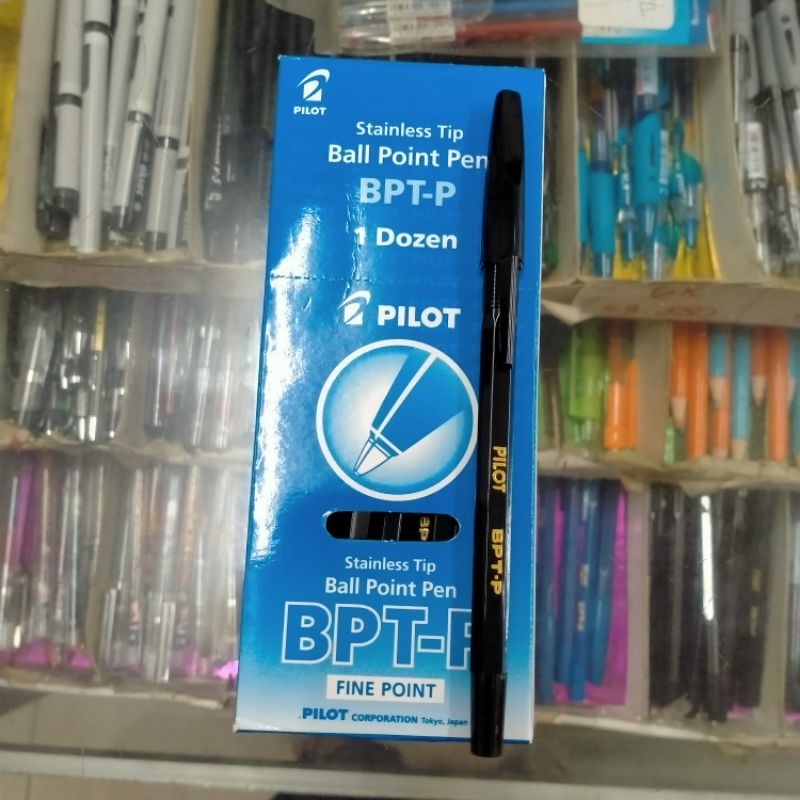 PILOT
Stainless Tip
Ball Point Pen
BPT-P
1 Dozen
PILOT
BP
Stainless Tip
Ball Point Pen
BPT-P
FINE POINT
PILOT CORPORATION Tokyo, Japan
PILOT BPT-P